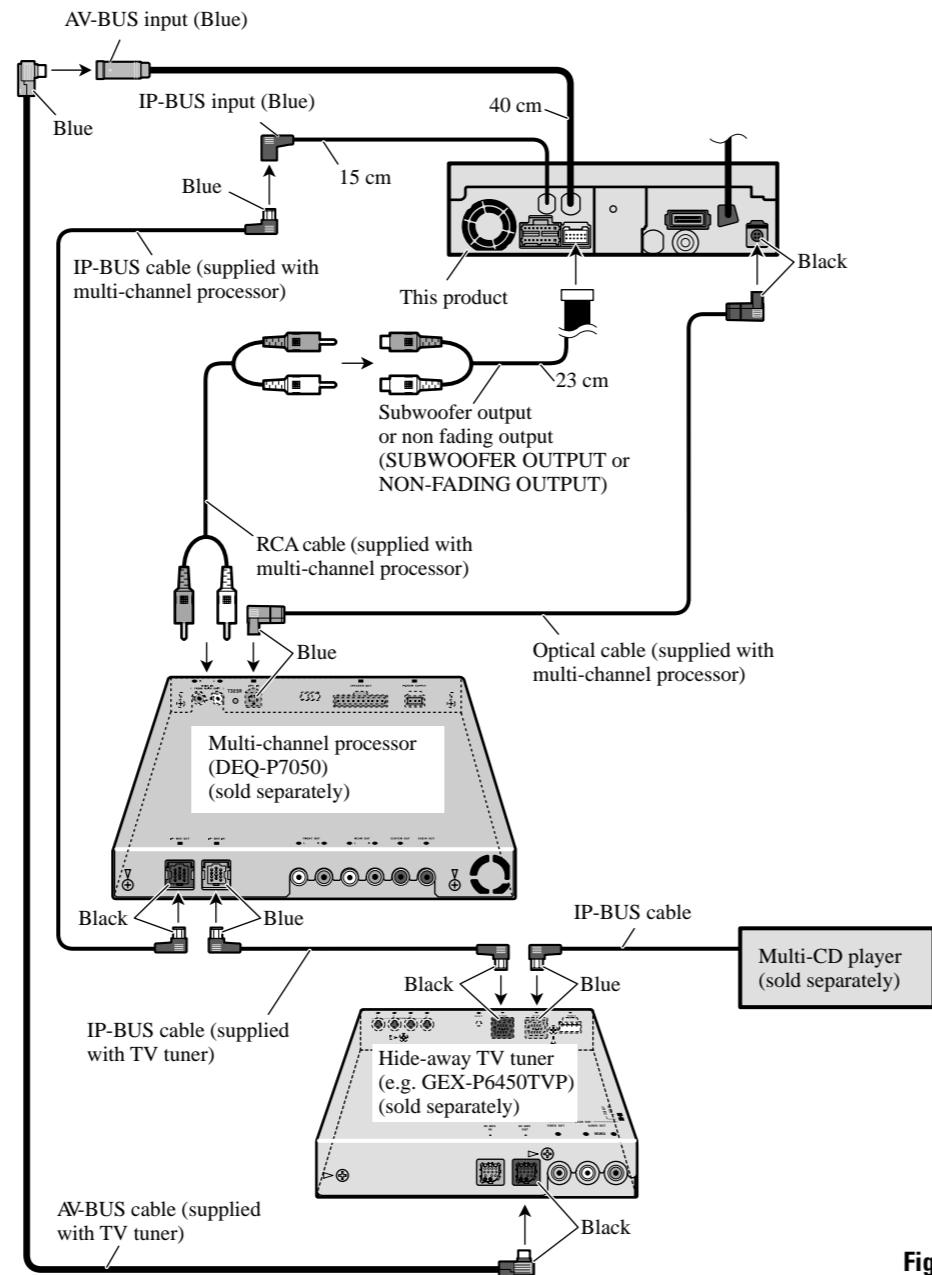 AV-BUS input (Blue)
Blue
IP-BUS input (Blue)
40 cm
15 cm
Blue
IP-BUS cable (supplied with
multi-channel processor)
This product
Black
23 cm
Subwoofer output
or non fading output
(SUBWOOFER OUTPUT or
NON-FADING OUTPUT)
RCA cable (supplied with
multi-channel processor)
Blue
Optical cable (supplied with
multi-channel processor)
Multi-channel processor
(DEQ-P7050)
(sold separately)
Black
Blue
IP-BUS cable
Multi-CD player
(sold separately)
Black
Blue
IP-BUS cable (supplied
with TV tuner)
Hide-away TV tuner
(e.g. GEX-P6450TVP)
(sold separately)
AV-BUS cable (supplied
with TV tuner)
Black
Fig